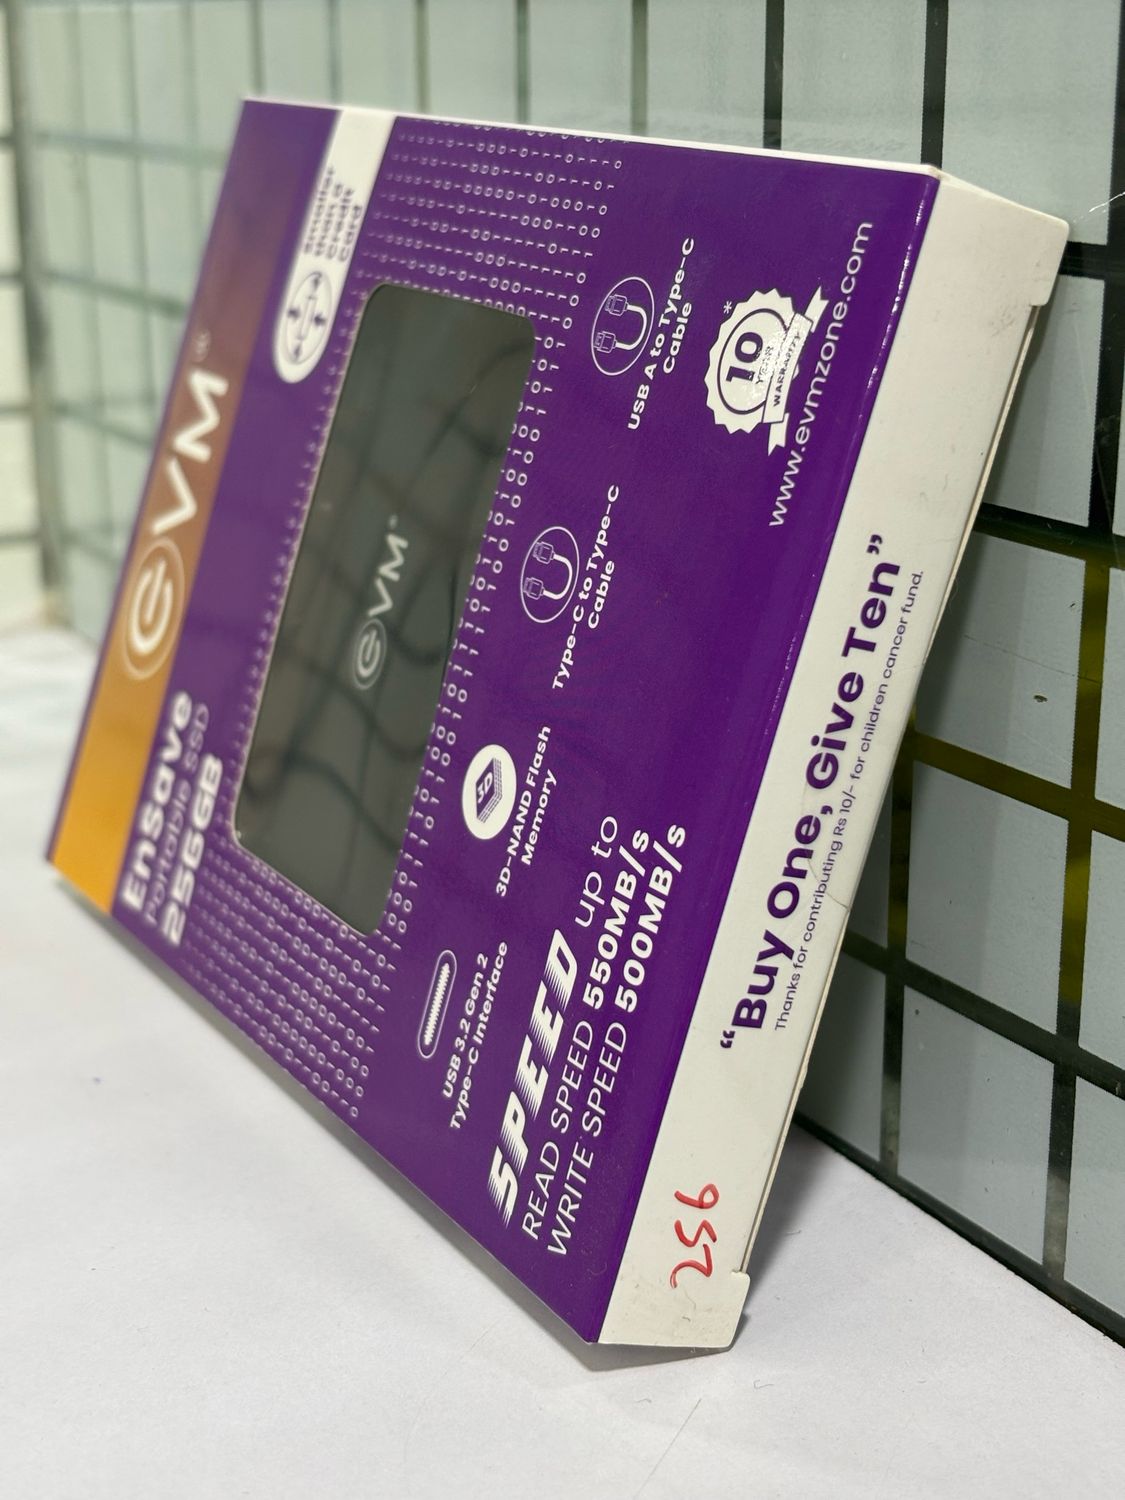 EVM®
EnSave
Portable SSD
256GB
Smaller
than a
Credit
Card
EVM
USB 3.2 Gen 2
Type-C Interface
3D
3D-NAND Flash
Memory
Type-C to Type-C
Cable
USB A to Type-C
Cable
SPEED up to
READ SPEED 550MB/s
WRITE SPEED 500MB/s
10*
YEAR
WARRANTY
www.evmzone.com
“Buy One, Give Ten”
Thanks for contributing Rs 10/- for children cancer fund.
256